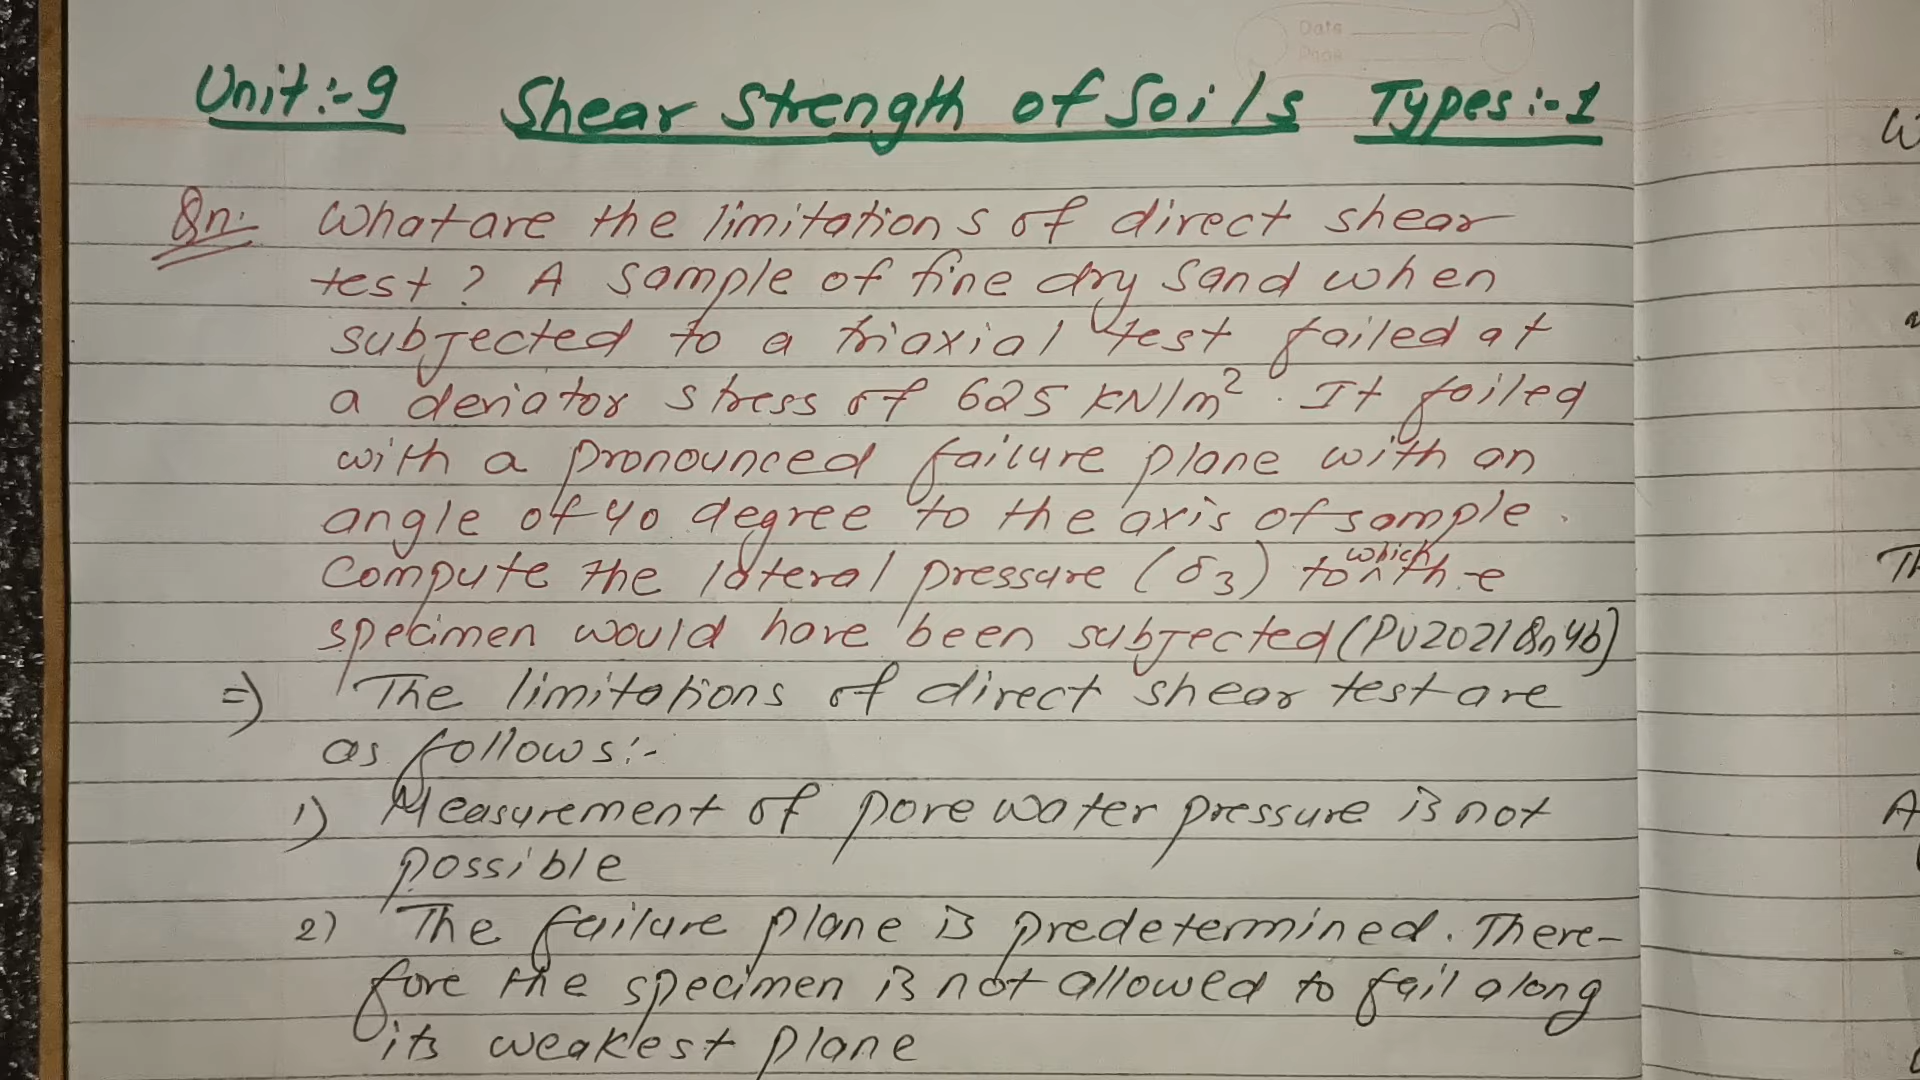 Date
Page
Unit:-9 Shear Strength of Soils Types:-1
Qn:- What are the limitations of direct shear
test? A sample of fine dry sand when
subjected to a triaxial test failed at
a deviator stress of 625 kN/m². It failed
with a pronounced failure plane with an
angle of 40 degree to the axis of sample.
Compute the lateral pressure (σ3) to which the
specimen would have been subjected (PU2021Qn4b)
=) The limitations of direct shear test are
as follows:-
1) Measurement of pore water pressure is not
possible
2) The failure plane is predetermined. There-
fore the specimen is not allowed to fail along
its weakest plane